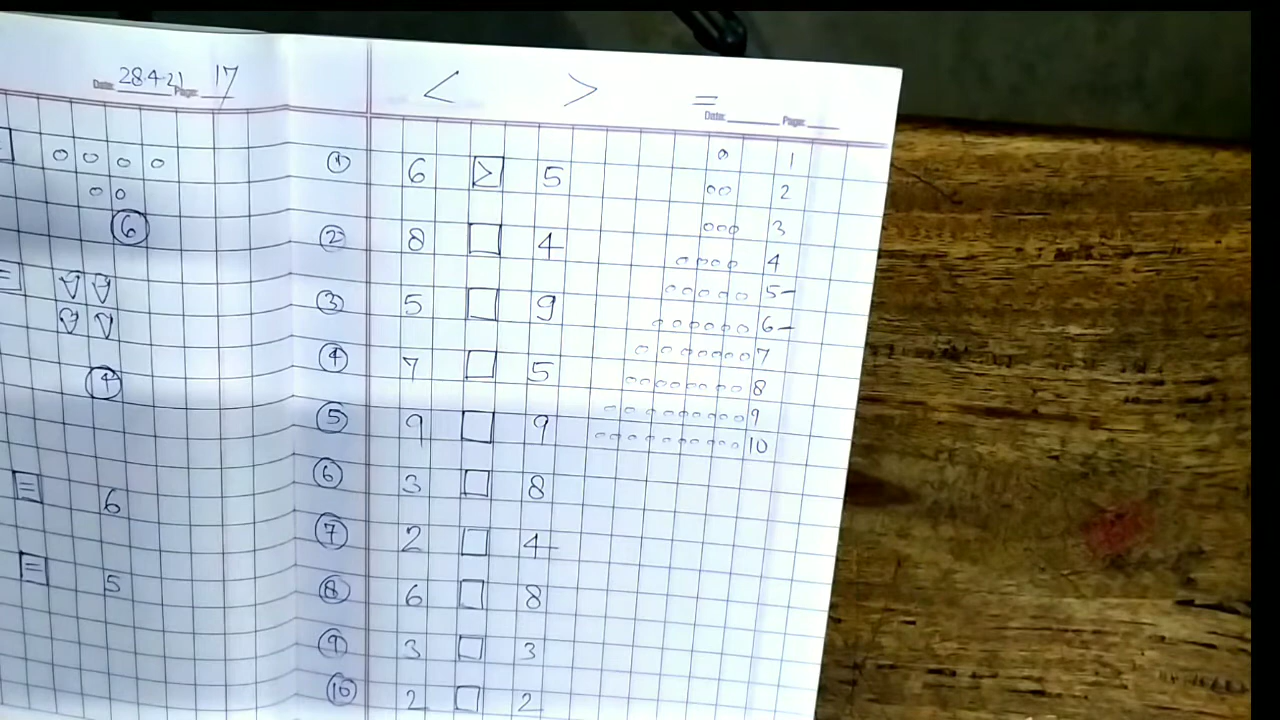 Date: 28.4.21 Page: 17
= 
6
=
4
= 6
= 5
< > =
Date: Page:
1 6 > 5
2 8 4
3 5 9
4 7 5
5 9 9
6 3 8
7 2 4
8 6 8
9 3 3
10 2 2
1
2
3
4
5
6
7
8
9
10